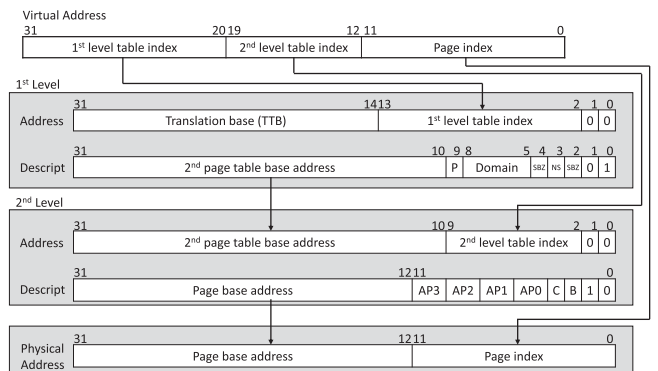 Virtual Address
31 20 19 12 11 0
1st level table index 2nd level table index Page index
1st Level
31 14 13 2 1 0
Address Translation base (TTB) 1st level table index 0 0
31 10 9 8 5 4 3 2 1 0
Descript 2nd page table base address P Domain SBZ NS SBZ 0 1
2nd Level
31 10 9 2 1 0
Address 2nd page table base address 2nd level table index 0 0
31 12 11 0
Descript Page base address AP3 AP2 AP1 AP0 C B 1 0
31 12 11 0
Physical Address Page base address Page index